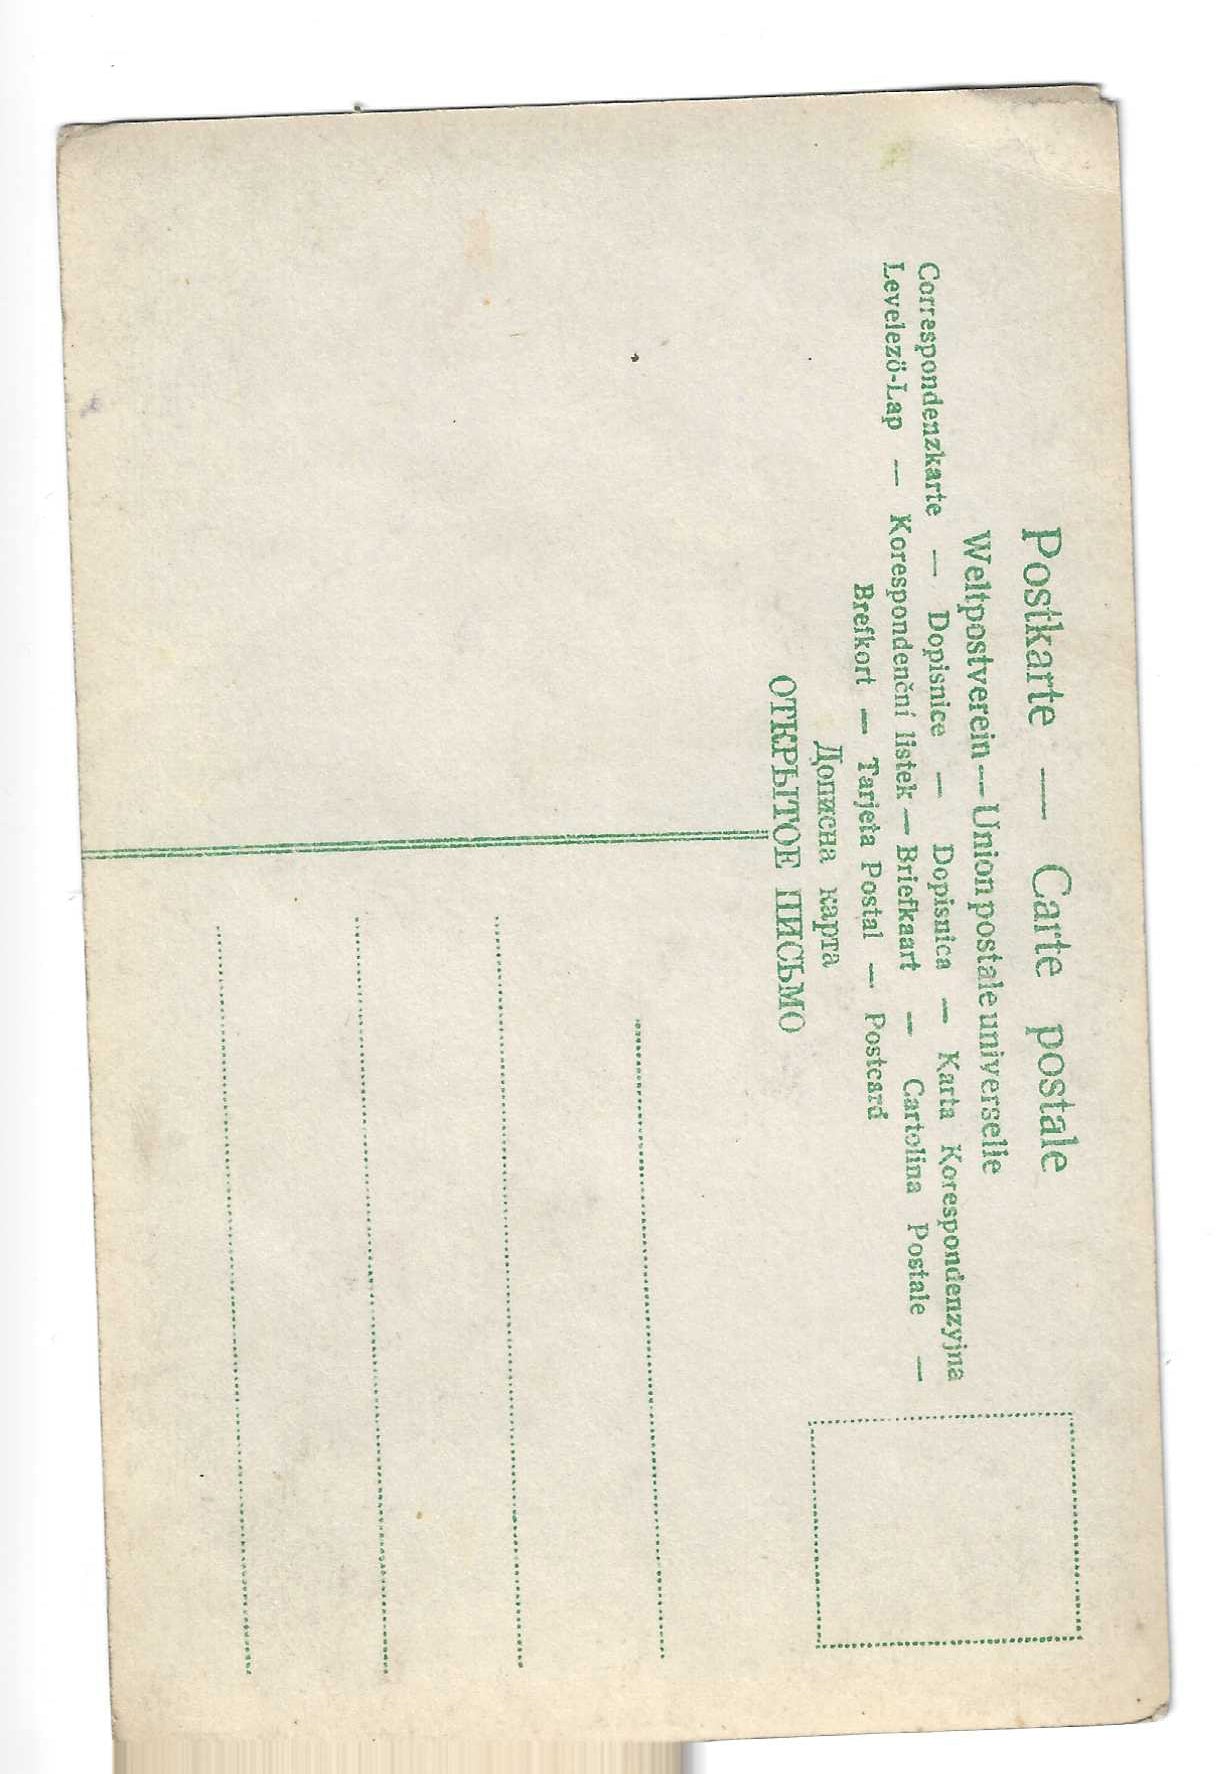 Postkarte — Carte postale
Weltpostverein — Union postale universelle
Correspondenzkarte — Dopisnice — Dopisnica — Karta Korespondenzyjna
Levelezö-Lap — Korespondenční listek — Briefkaart — Cartolina Postale —
Brefkort — Tarjeta Postal — Postcard
Дописна карта
ОТКРЫТОЕ ПИСЬМО